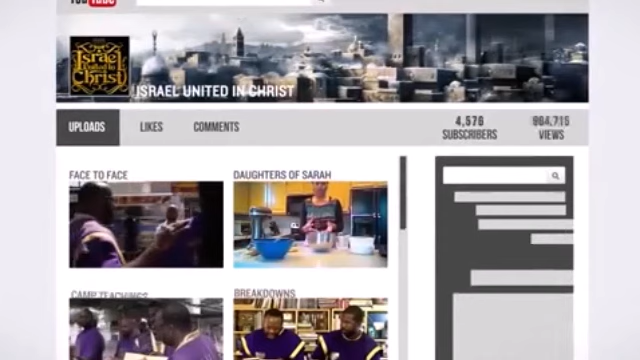 YouTube
Israel
United In
Christ
ISRAEL UNITED IN CHRIST
UPLOADS LIKES COMMENTS
4,576 SUBSCRIBERS
VIEWS
FACE TO FACE
DAUGHTERS OF SARAH
CAMP TEACHINGS
BREAKDOWNS